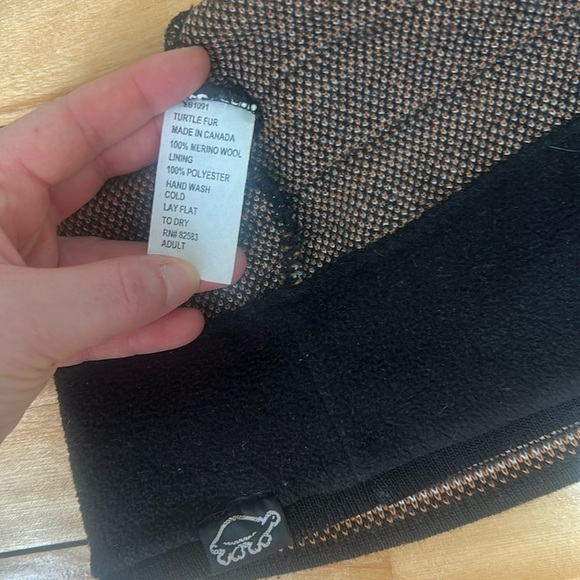 TURTLE FUR
MADE IN CANADA
100% MERINO WOOL
LINING
100% POLYESTER
HAND WASH
COLD
LAY FLAT
TO DRY
RN# 82583
ADULT